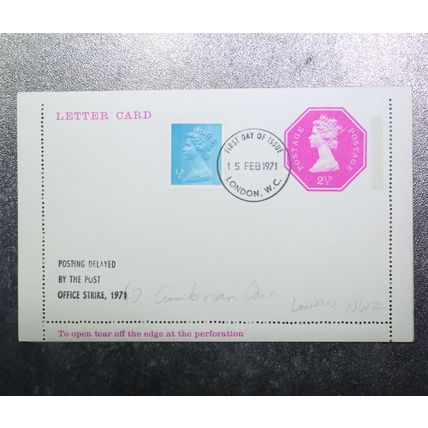 LETTER CARD
½P
FIRST DAY OF ISSUE
15 FEB 1971
LONDON. W.C.
POSTAGE POSTAGE
2½P
POSTING DELAYED
BY THE POST
OFFICE STRIKE, 1971
Cumbrian London NW2
To open tear off the edge at the perforation